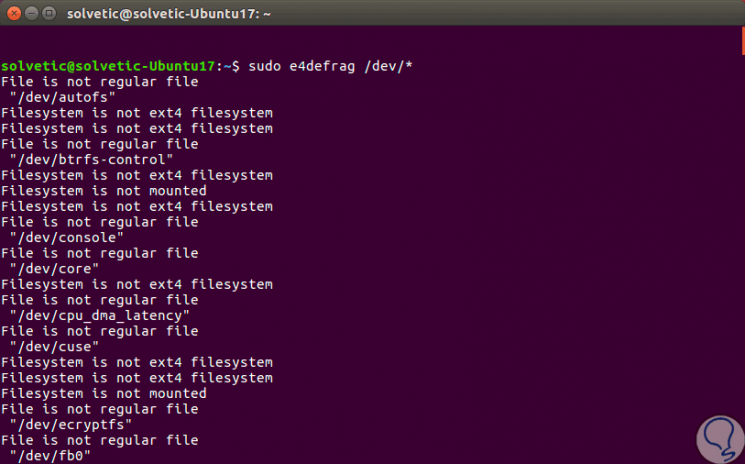 solvetic@solvetic-Ubuntu17: ~
solvetic@solvetic-Ubuntu17:~$ sudo e4defrag /dev/*
File is not regular file
 "/dev/autofs"
Filesystem is not ext4 filesystem
Filesystem is not ext4 filesystem
File is not regular file
 "/dev/btrfs-control"
Filesystem is not ext4 filesystem
Filesystem is not mounted
Filesystem is not ext4 filesystem
File is not regular file
 "/dev/console"
File is not regular file
 "/dev/core"
Filesystem is not ext4 filesystem
File is not regular file
 "/dev/cpu_dma_latency"
File is not regular file
 "/dev/cuse"
Filesystem is not ext4 filesystem
Filesystem is not ext4 filesystem
Filesystem is not mounted
File is not regular file
 "/dev/ecryptfs"
File is not regular file
 "/dev/fb0"